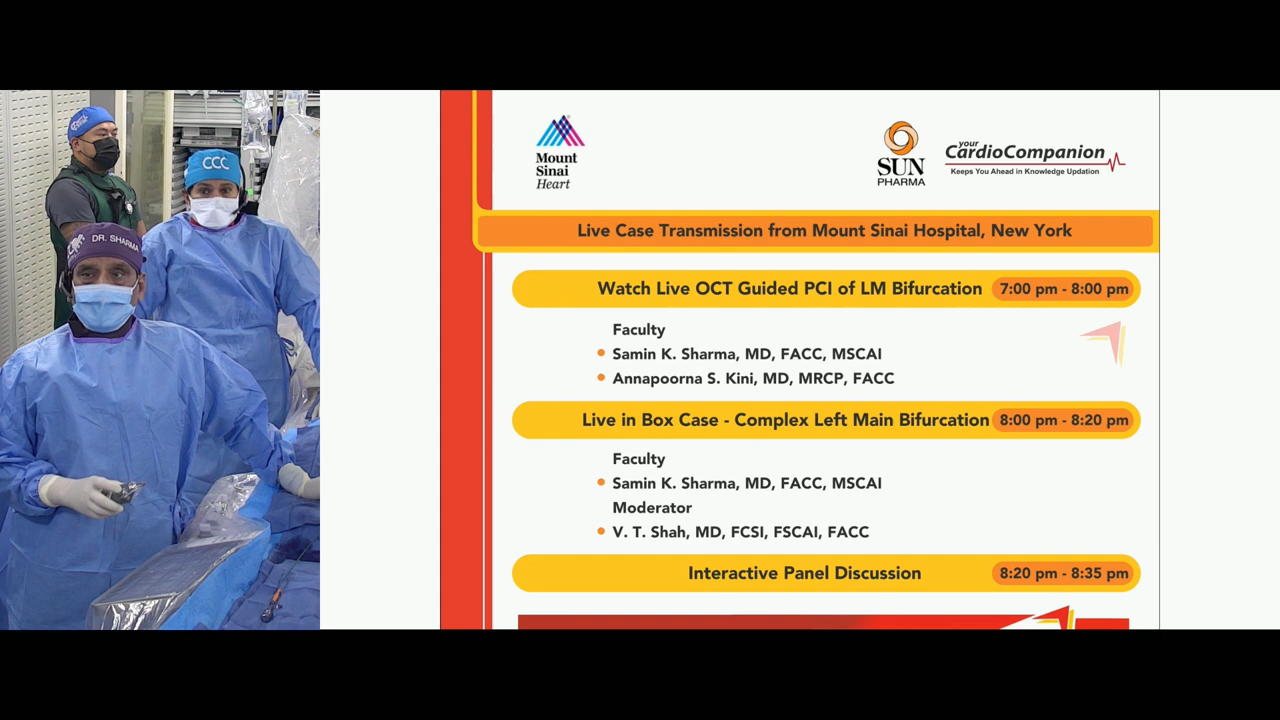 CCC
DR. SHARMA
Mount
Sinai
Heart
SUN
PHARMA
your
CardioCompanion
Keeps You Ahead in Knowledge Updation
Live Case Transmission from Mount Sinai Hospital, New York
Watch Live OCT Guided PCI of LM Bifurcation 7:00 pm - 8:00 pm
Faculty
Samin K. Sharma, MD, FACC, MSCAI
Annapoorna S. Kini, MD, MRCP, FACC
Live in Box Case - Complex Left Main Bifurcation 8:00 pm - 8:20 pm
Faculty
Samin K. Sharma, MD, FACC, MSCAI
Moderator
V. T. Shah, MD, FCSI, FSCAI, FACC
Interactive Panel Discussion 8:20 pm - 8:35 pm